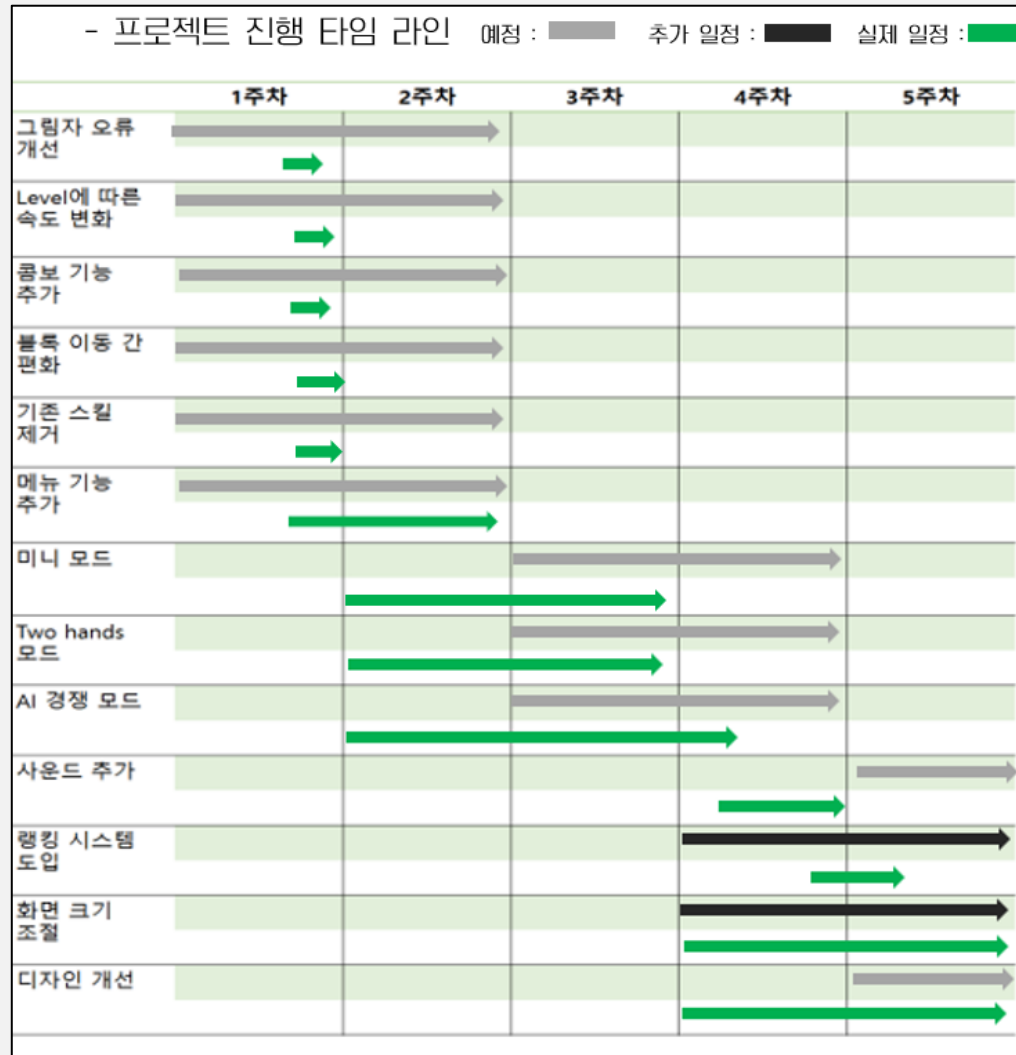 - 프로젝트 진행 타임 라인 예정 : 추가 일정 : 실제 일정 :
1주차 2주차 3주차 4주차 5주차
그림자 오류
개선
Level에 따른
속도 변화
콤보 기능
추가
블록 이동 간
편화
기존 스킬
제거
메뉴 기능
추가
미니 모드
Two hands
모드
AI 경쟁 모드
사운드 추가
랭킹 시스템
도입
화면 크기
조절
디자인 개선